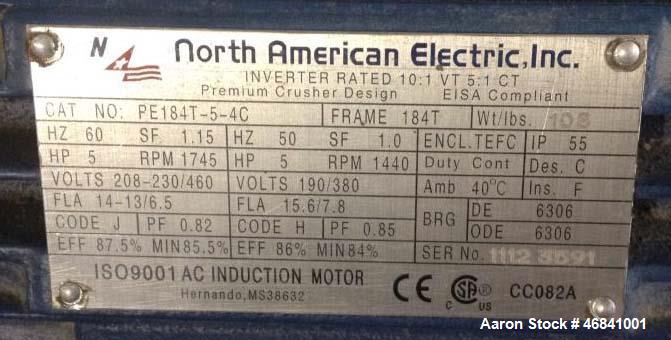 NA North American Electric, Inc.
INVERTER RATED 10:1 VT 5:1 CT
Premium Crusher Design EISA Compliant
CAT NO: PE184T-5-4C FRAME 184T Wt/lbs. 108
HZ 60 SF 1.15 HZ 50 SF 1.0 ENCL.TEFC IP 55
HP 5 RPM 1745 HP 5 RPM 1440 Duty Cont Des. C
VOLTS 208-230/460 VOLTS 190/380 Amb 40°C Ins. F
FLA 14-13/6.5 FLA 15.6/7.8 BRG DE 6306
CODE J PF 0.82 CODE H PF 0.85 ODE 6306
EFF 87.5% MIN85.5% EFF 86% MIN84% SER No. 1112 3591
ISO9001 AC INDUCTION MOTOR
Hernando,MS38632
CE C SA® US CC082A
Aaron Stock # 46841001